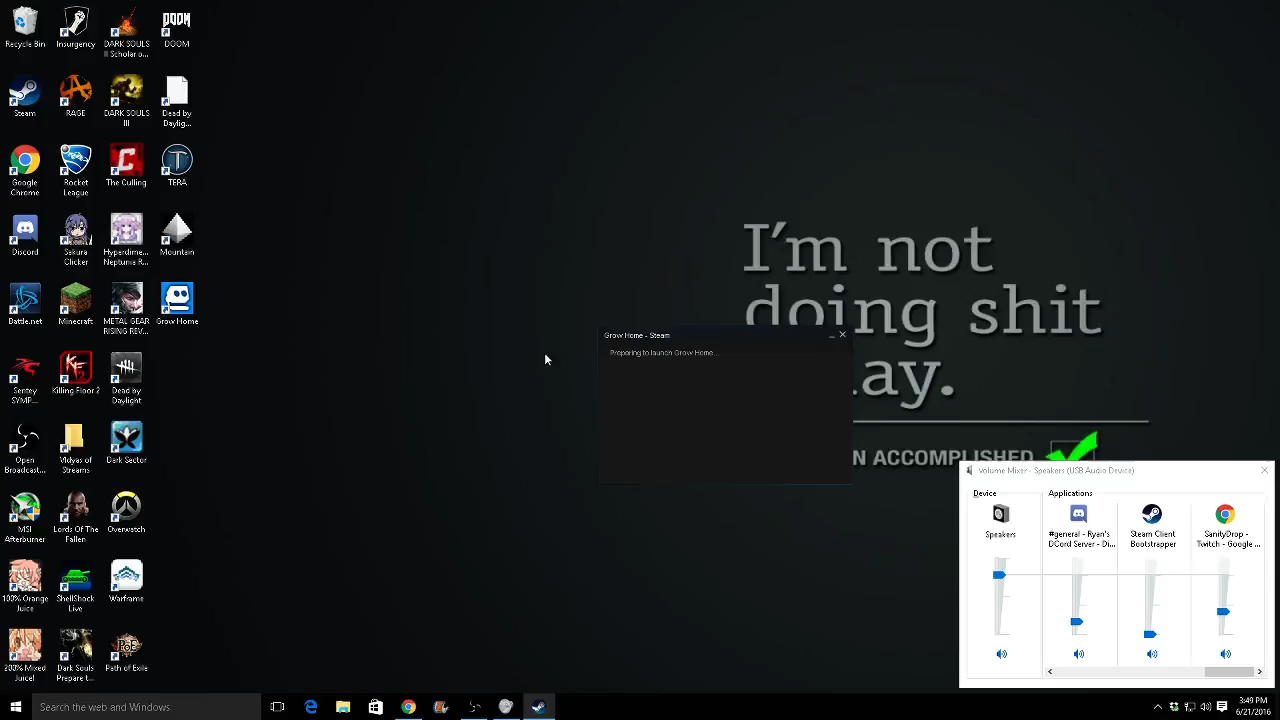 Recycle Bin
Insurgency
DARK SOULS
II Scholar o...
DOOM
DOOM
Steam
RAGE
DARK SOULS
III
Dead by
Daylig...
Google
Chrome
Rocket
League
The Culling
TERA
Discord
Sakura
Clicker
Hyperdime...
Neptunia R...
Mountain
Battle.net
Minecraft
METAL GEAR
RISING REV...
Grow Home
Sentey
SYMP...
Killing Floor 2
Dead by
Daylight
Open
Broadcast...
Vidyas of
Streams
Dark Sector
MSI
Afterburner
Lords Of The
Fallen
Overwatch
100% Orange
Juice
ShellShock
Live
Warframe
200% Mixed
Juice!
Dark Souls
Prepare t...
Path of Exile
I'm not
doing shit
ay.
N ACCOMPLISHED
Grow Home - Steam
Preparing to launch Grow Home...
Volume Mixer - Speakers (USB Audio Device)
Device
Applications
Speakers
#general - Ryan's
DCord Server - Di...
Steam Client
Bootstrapper
SanityDrop
- Twitch - Google ...
Search the web and Windows
3:49 PM
6/21/2016